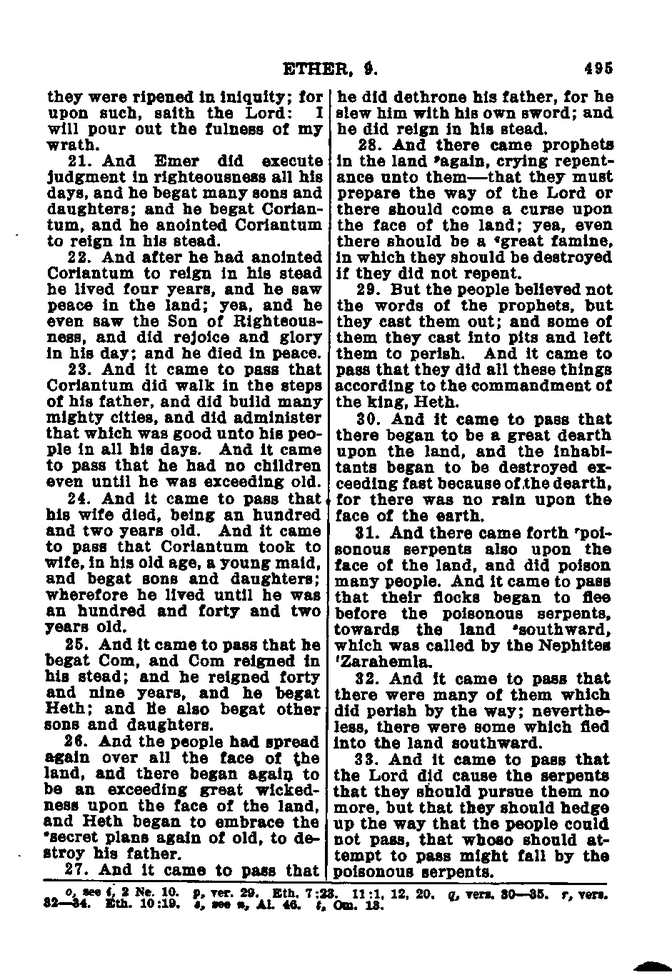 ETHER, 9. 495
they were ripened in iniquity; for
upon such, saith the Lord: I
will pour out the fulness of my
wrath.
21. And Emer did execute
judgment in righteousness all his
days, and he begat many sons and
daughters; and he begat Corian-
tum, and he anointed Coriantum
to reign in his stead.
22. And after he had anointed
Coriantum to reign in his stead
he lived four years, and he saw
peace in the land; yea, and he
even saw the Son of Righteous-
ness, and did rejoice and glory
in his day; and he died in peace.
23. And it came to pass that
Coriantum did walk in the steps
of his father, and did build many
mighty cities, and did administer
that which was good unto his peo-
ple in all his days. And it came
to pass that he had no children
even until he was exceeding old.
24. And it came to pass that
his wife died, being an hundred
and two years old. And it came
to pass that Coriantum took to
wife, in his old age, a young maid,
and begat sons and daughters;
wherefore he lived until he was
an hundred and forty and two
years old.
25. And it came to pass that he
begat Com, and Com reigned in
his stead; and he reigned forty
and nine years, and he begat
Heth; and he also begat other
sons and daughters.
26. And the people had spread
again over all the face of the
land, and there began again to
be an exceeding great wicked-
ness upon the face of the land,
and Heth began to embrace the
°secret plans again of old, to de-
stroy his father.
27. And it came to pass that
he did dethrone his father, for he
slew him with his own sword; and
he did reign in his stead.
28. And there came prophets
in the land ᵖagain, crying repent-
ance unto them—that they must
prepare the way of the Lord or
there should come a curse upon
the face of the land; yea, even
there should be a qgreat famine,
in which they should be destroyed
if they did not repent.
29. But the people believed not
the words of the prophets, but
they cast them out; and some of
them they cast into pits and left
them to perish. And it came to
pass that they did all these things
according to the commandment of
the king, Heth.
30. And it came to pass that
there began to be a great dearth
upon the land, and the inhabi-
tants began to be destroyed ex-
ceeding fast because of the dearth,
for there was no rain upon the
face of the earth.
31. And there came forth ʳpoi-
sonous serpents also upon the
face of the land, and did poison
many people. And it came to pass
that their flocks began to flee
before the poisonous serpents,
towards the land ˢsouthward,
which was called by the Nephites
ᵗZarahemla.
32. And it came to pass that
there were many of them which
did perish by the way; neverthe-
less, there were some which fled
into the land southward.
33. And it came to pass that
the Lord did cause the serpents
that they should pursue them no
more, but that they should hedge
up the way that the people could
not pass, that whoso should at-
tempt to pass might fall by the
poisonous serpents.
o, see i, 2 Ne. 10. p, ver. 29. Eth. 7:23. 11:1, 12, 20. q, vers. 30—35. r, vers.
32—34. Eth. 10:19. s, see n, Al. 46. t, Om. 13.